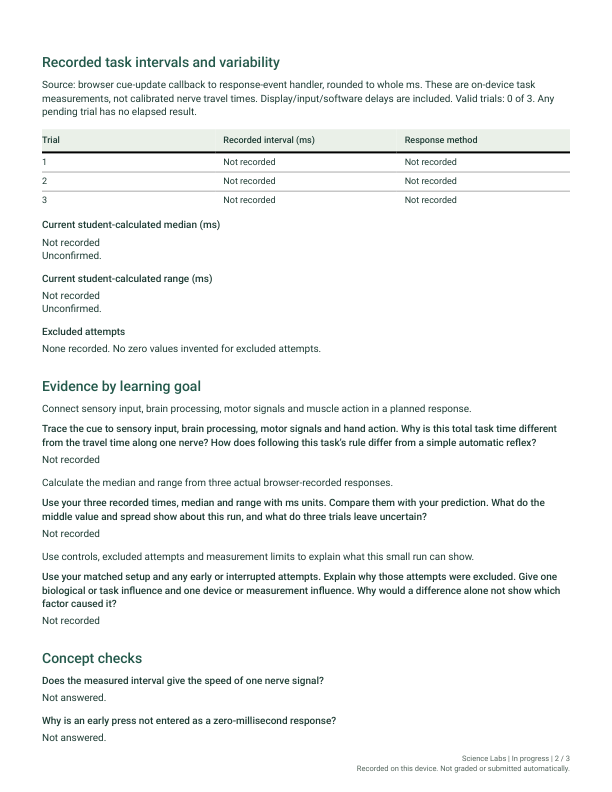 Recorded task intervals and variability
Source: browser cue-update callback to response-event handler, rounded to whole ms. These are on-device task
measurements, not calibrated nerve travel times. Display/input/software delays are included. Valid trials: 0 of 3. Any
pending trial has no elapsed result.
Trial Recorded interval (ms) Response method
1 Not recorded Not recorded
2 Not recorded Not recorded
3 Not recorded Not recorded
Current student-calculated median (ms)
Not recorded
Unconfirmed.
Current student-calculated range (ms)
Not recorded
Unconfirmed.
Excluded attempts
None recorded. No zero values invented for excluded attempts.
Evidence by learning goal
Connect sensory input, brain processing, motor signals and muscle action in a planned response.
Trace the cue to sensory input, brain processing, motor signals and hand action. Why is this total task time different
from the travel time along one nerve? How does following this task's rule differ from a simple automatic reflex?
Not recorded
Calculate the median and range from three actual browser-recorded responses.
Use your three recorded times, median and range with ms units. Compare them with your prediction. What do the
middle value and spread show about this run, and what do three trials leave uncertain?
Not recorded
Use controls, excluded attempts and measurement limits to explain what this small run can show.
Use your matched setup and any early or interrupted attempts. Explain why those attempts were excluded. Give one
biological or task influence and one device or measurement influence. Why would a difference alone not show which
factor caused it?
Not recorded
Concept checks
Does the measured interval give the speed of one nerve signal?
Not answered.
Why is an early press not entered as a zero-millisecond response?
Not answered.
Science Labs | In progress | 2 / 3
Recorded on this device. Not graded or submitted automatically.